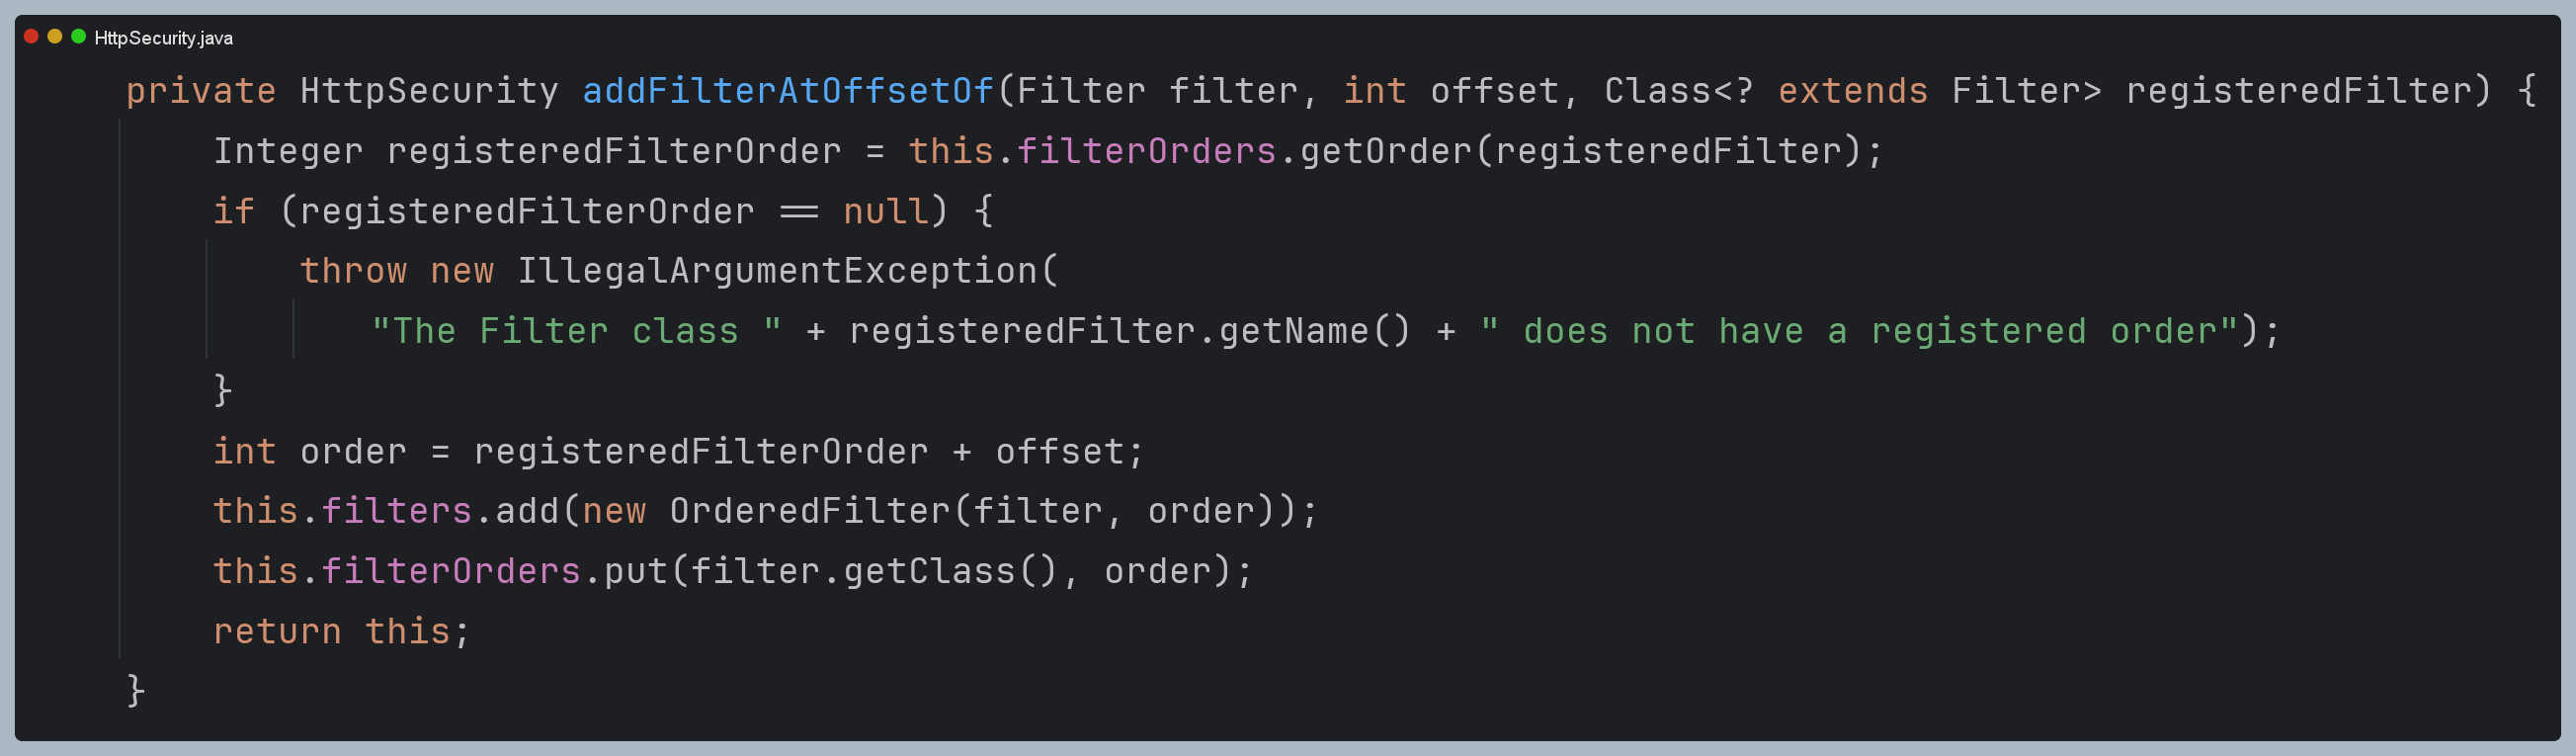 HttpSecurity.java
private HttpSecurity addFilterAtOffsetOf(Filter filter, int offset, Class<? extends Filter> registeredFilter) {
    Integer registeredFilterOrder = this.filterOrders.getOrder(registeredFilter);
    if (registeredFilterOrder == null) {
        throw new IllegalArgumentException(
            "The Filter class " + registeredFilter.getName() + " does not have a registered order");
    }
    int order = registeredFilterOrder + offset;
    this.filters.add(new OrderedFilter(filter, order));
    this.filterOrders.put(filter.getClass(), order);
    return this;
}